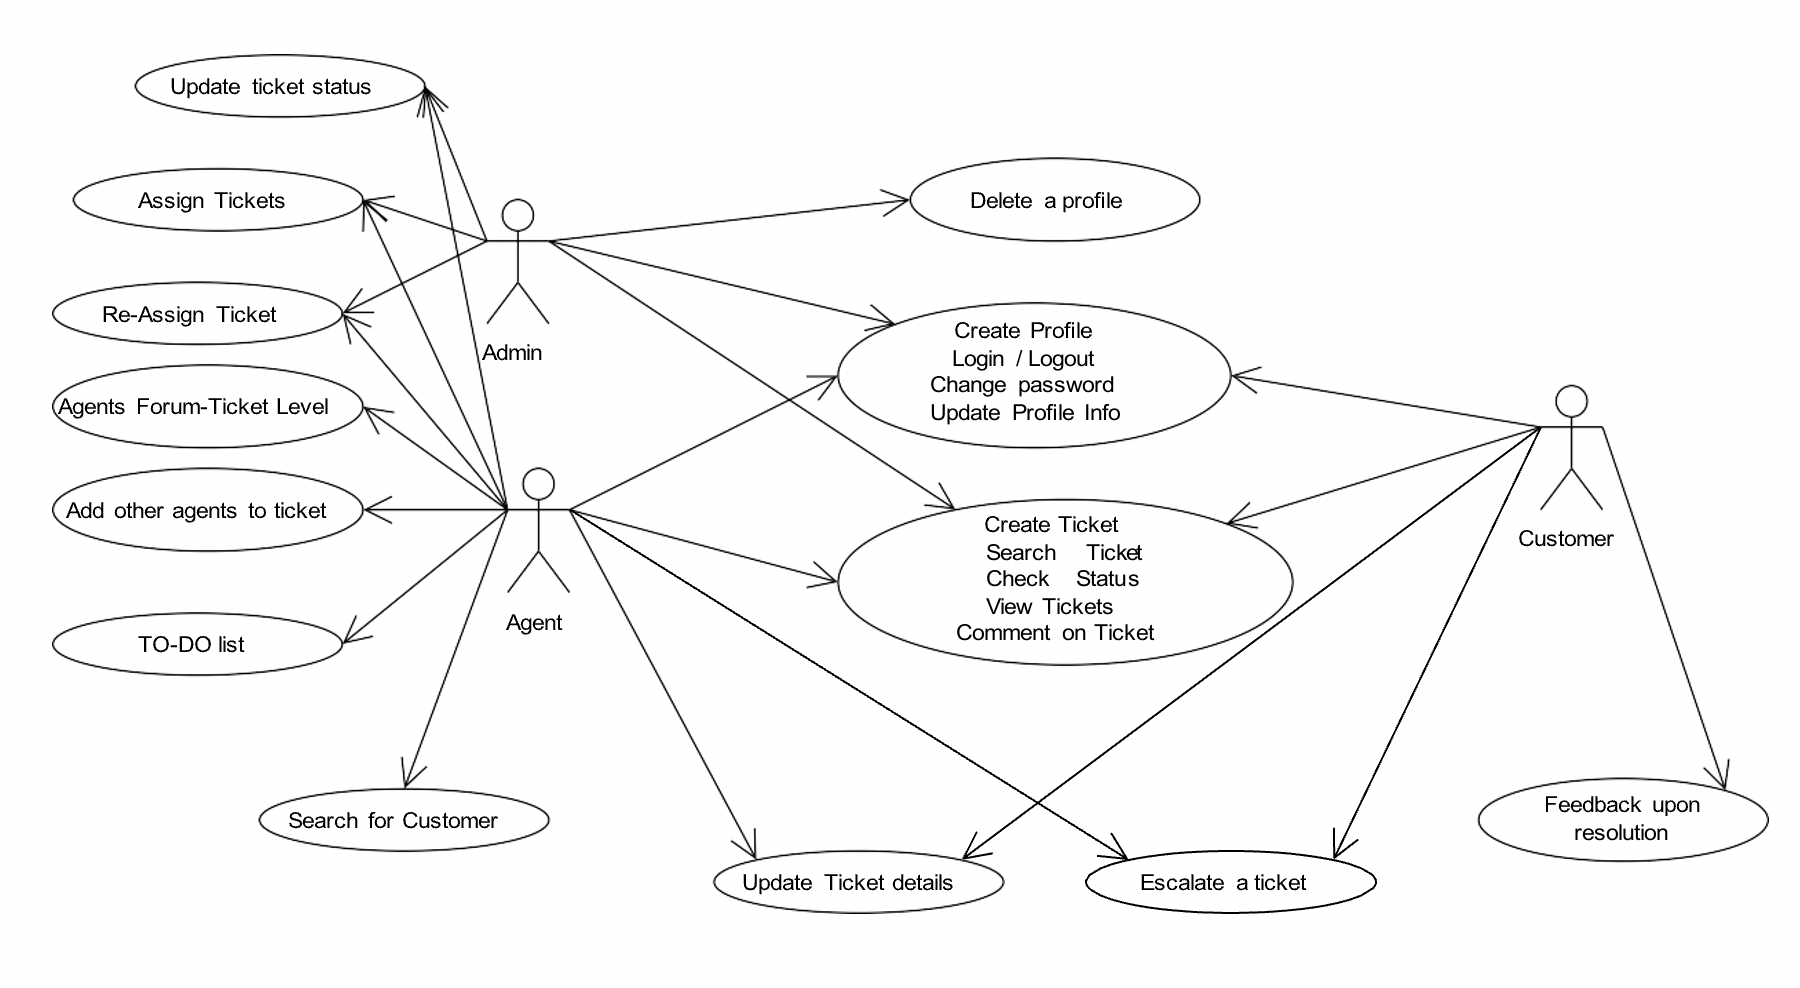 Update ticket status
Assign Tickets
Delete a profile
Re-Assign Ticket
Admin
Create Profile
Login / Logout
Change password
Update Profile Info
Agents Forum-Ticket Level
Add other agents to ticket
Create Ticket
Search Ticket
Check Status
View Tickets
Comment on Ticket
Customer
Agent
TO-DO list
Search for Customer
Feedback upon
resolution
Update Ticket details
Escalate a ticket